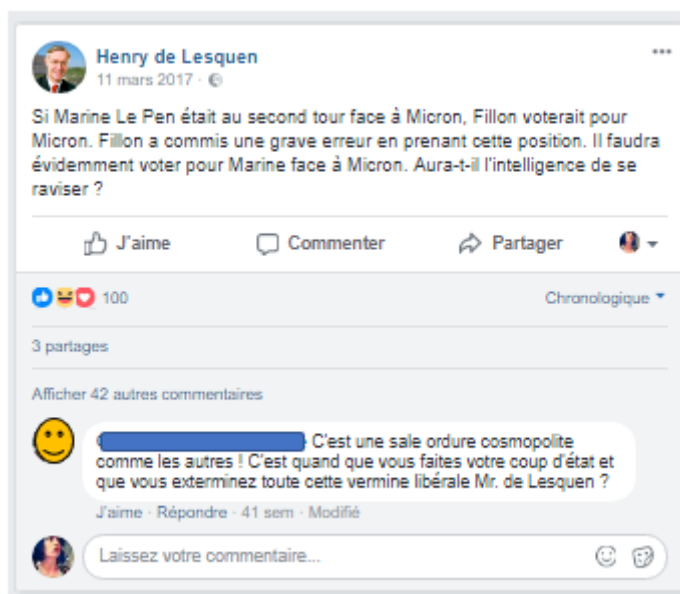 Henry de Lesquen
11 mars 2017 ·
Si Marine Le Pen était au second tour face à Micron, Fillon voterait pour
Micron. Fillon a commis une grave erreur en prenant cette position. Il faudra
évidemment voter pour Marine face à Micron. Aura-t-il l'intelligence de se
raviser ?
J'aime Commenter Partager
100 Chronologique
3 partages
Afficher 42 autres commentaires
C'est une sale ordure cosmopolite
comme les autres ! C'est quand que vous faites votre coup d'état et
que vous exterminez toute cette vermine libérale Mr. de Lesquen ?
J'aime · Répondre · 41 sem · Modifié
Laissez votre commentaire...